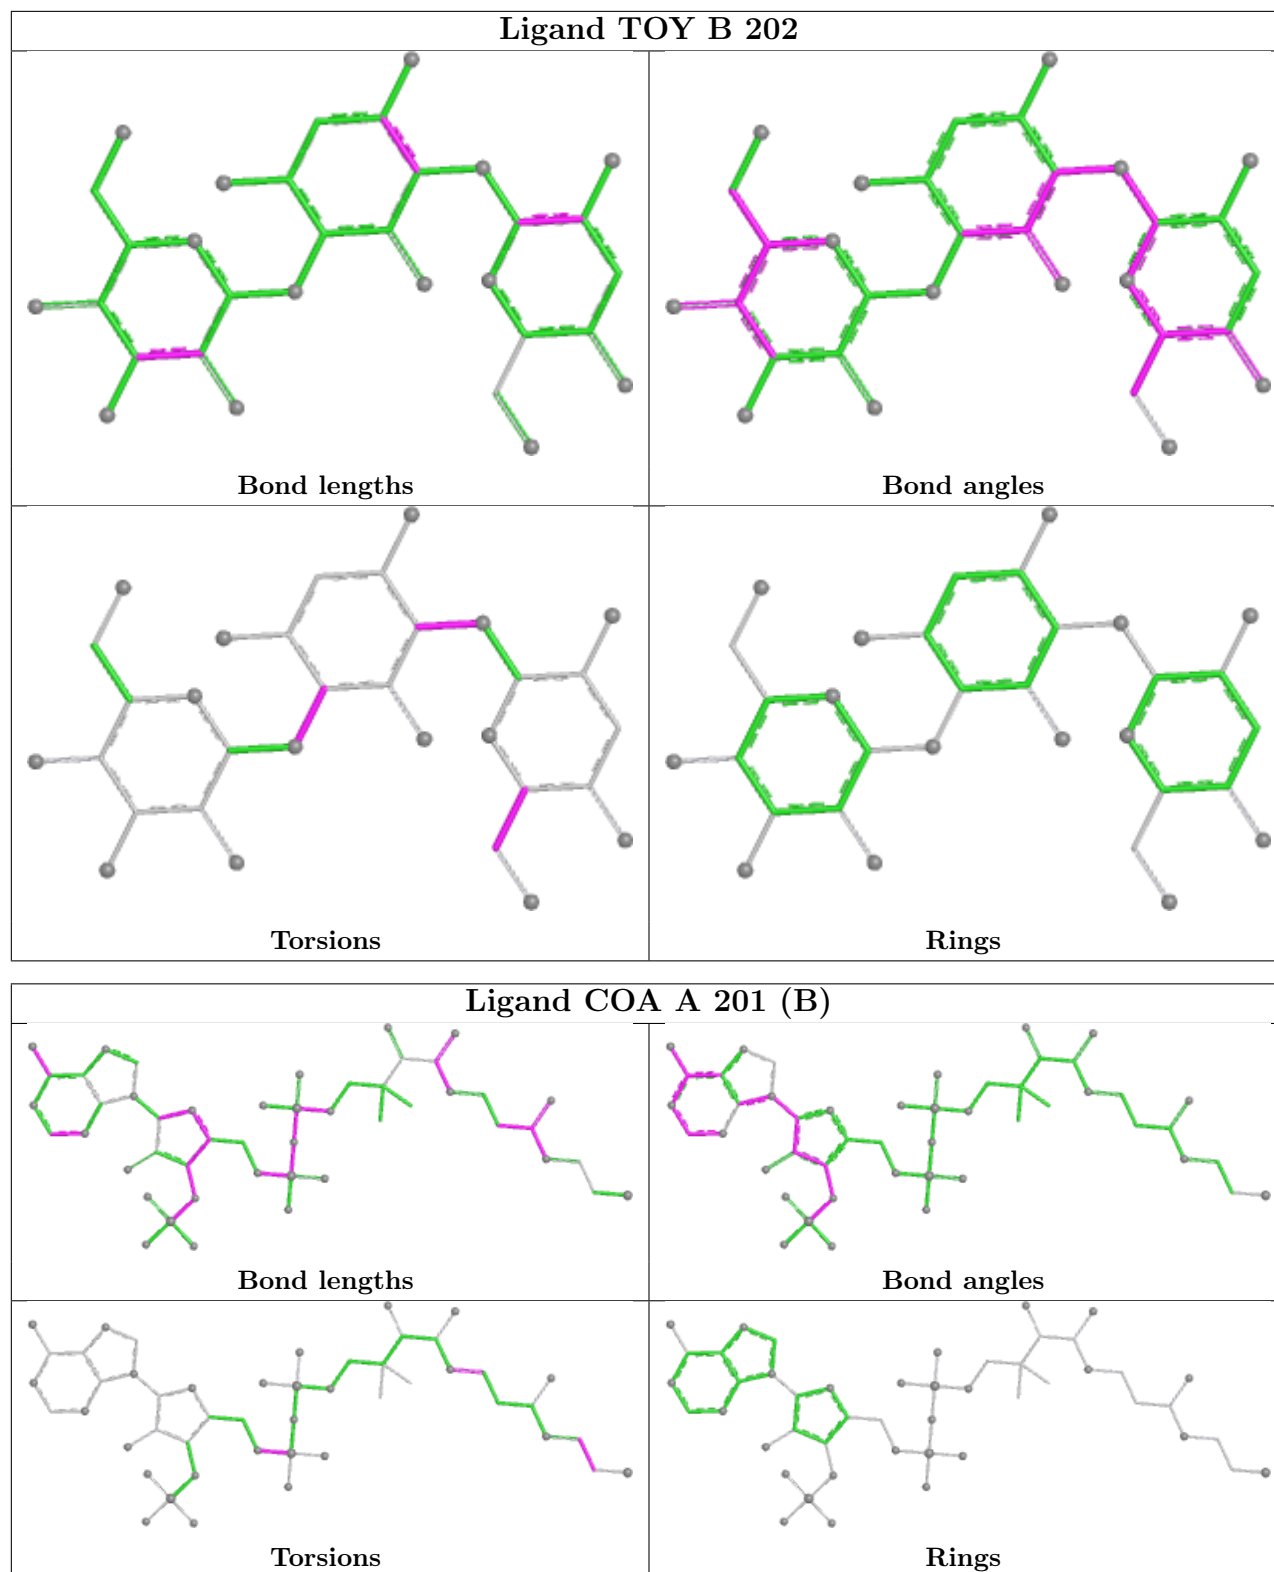 Ligand TOY B 202
Bond lengths
Bond angles
Torsions
Rings
Ligand COA A 201 (B)
Bond lengths
Bond angles
Torsions
Rings